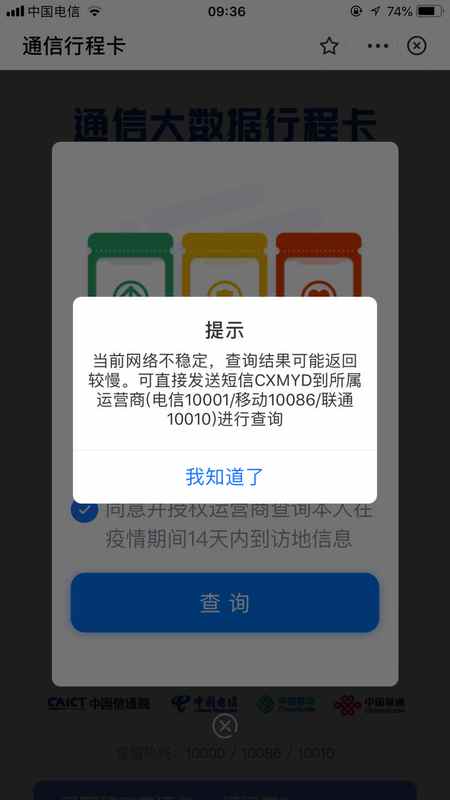 中国电信
09:36
74%
通信行程卡
通信大数据行程卡
提示
当前网络不稳定，查询结果可能返回
较慢。可直接发送短信CXMYD到所属
运营商(电信10001/移动10086/联通
10010)进行查询
我知道了
同意并授权运营商查询本人在
疫情期间14天内到访地信息
查 询
CAICT 中国信通院
中国电信
中国移动
中国联通
客服热线：10000 / 10086 / 10010